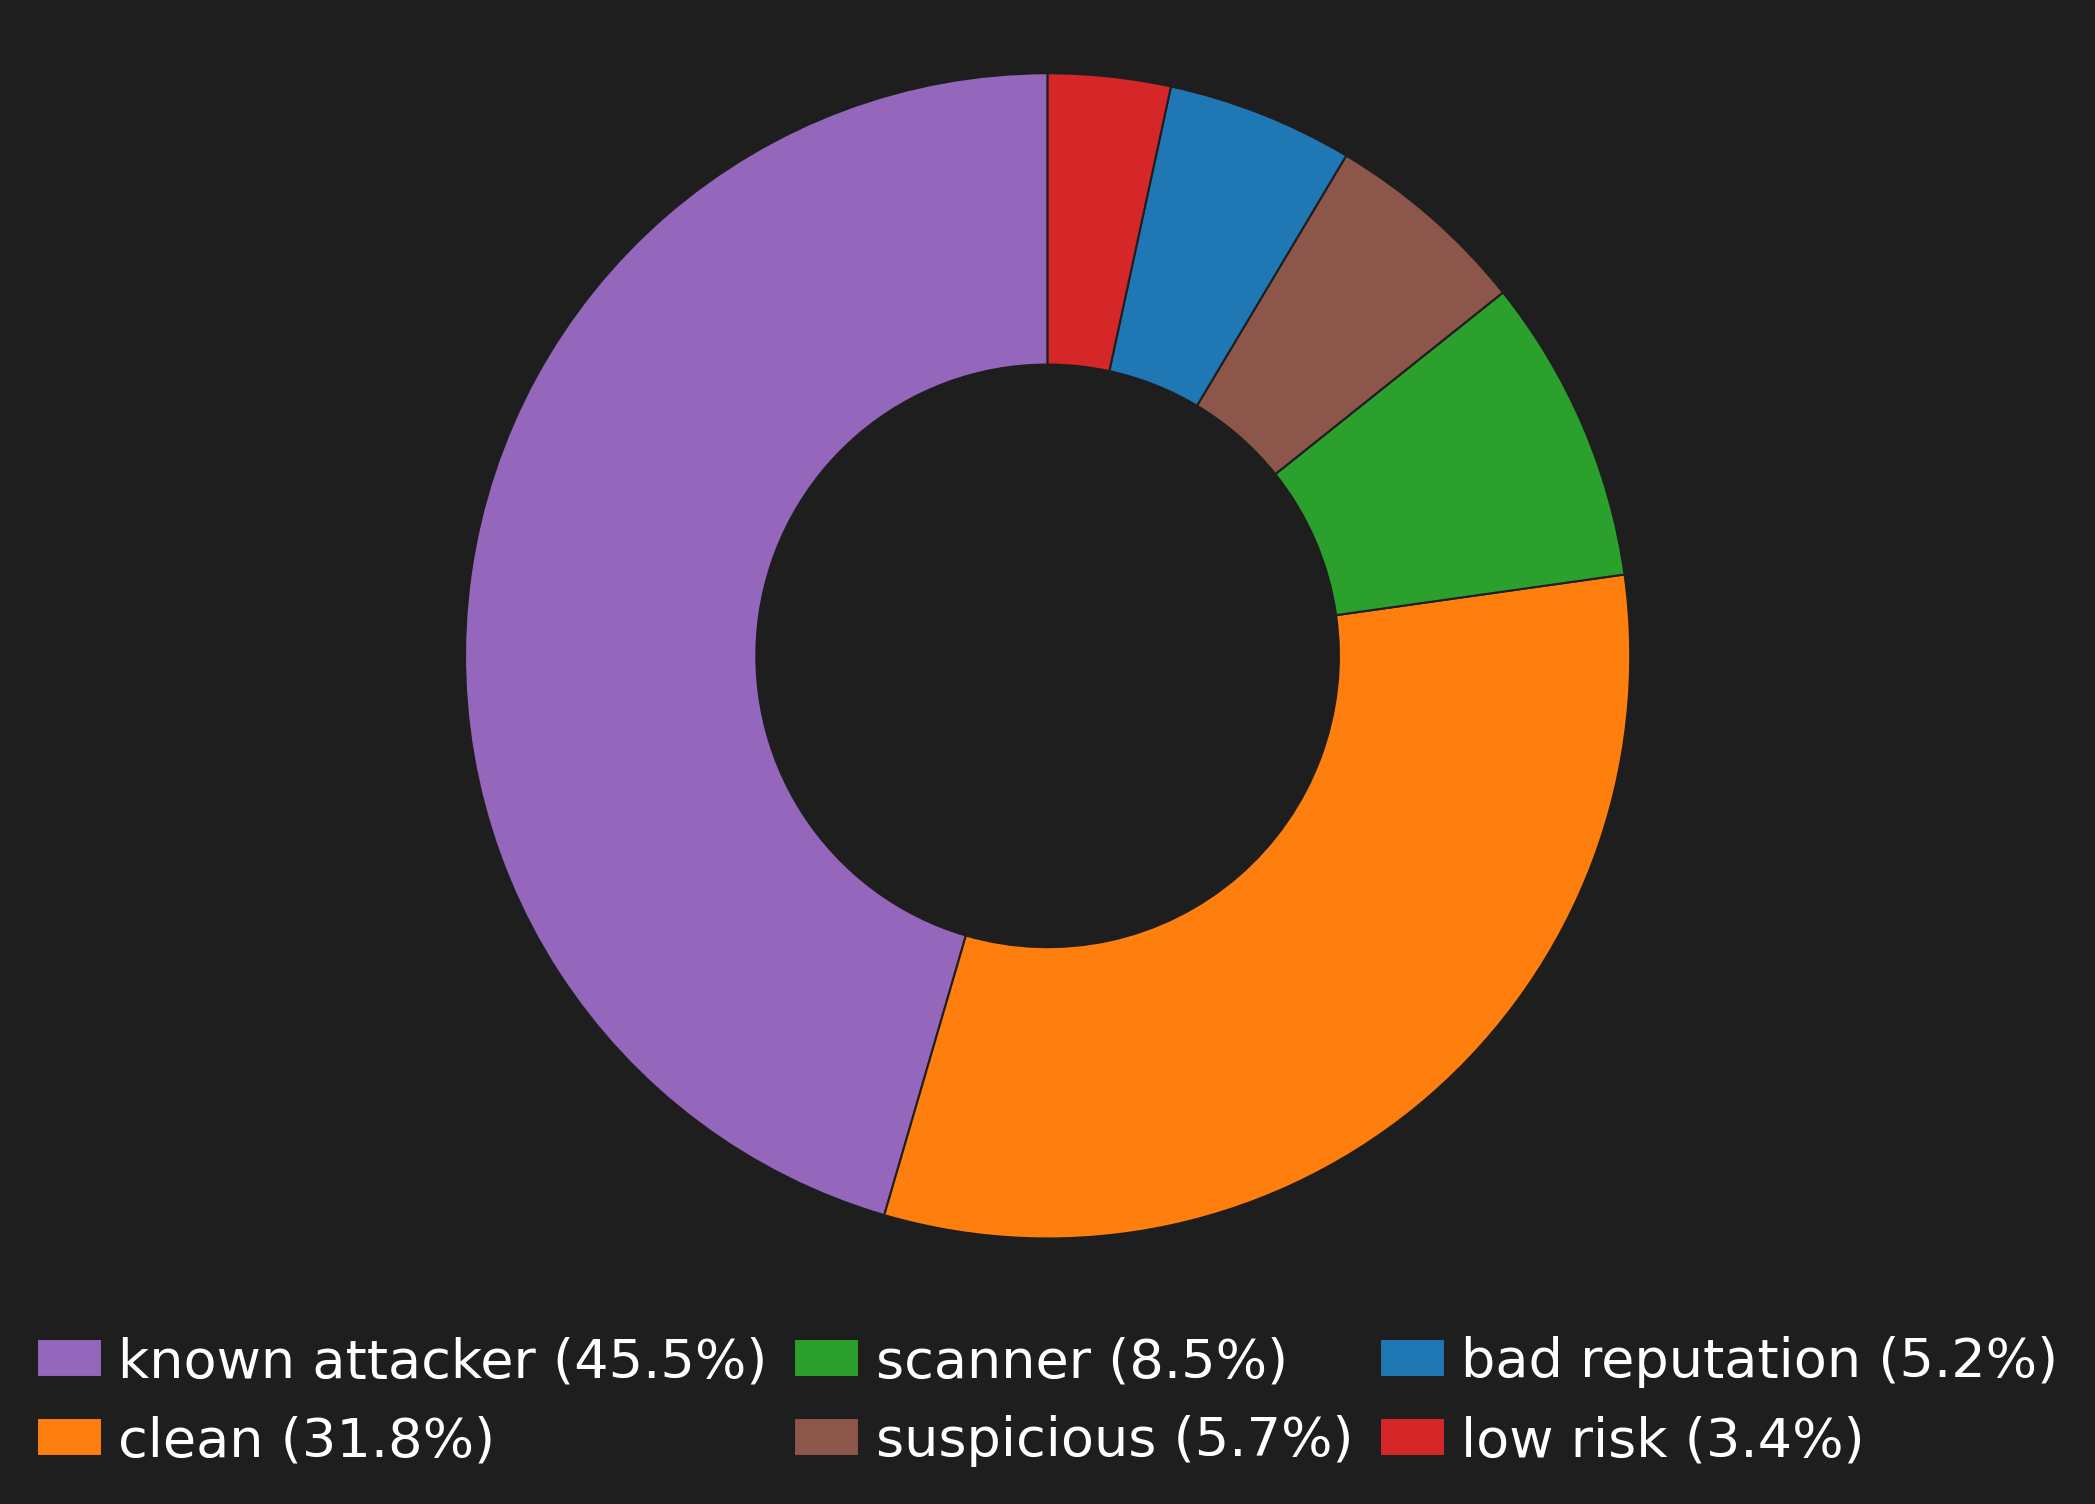 known attacker (45.5%)
clean (31.8%)
scanner (8.5%)
suspicious (5.7%)
bad reputation (5.2%)
low risk (3.4%)